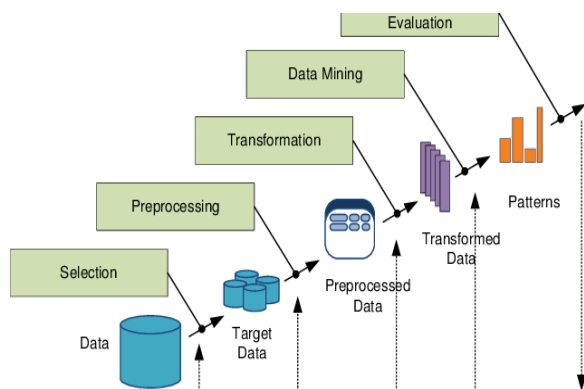 Evaluation
Data Mining
Transformation
Preprocessing
Selection
Data
Target
Data
Preprocessed
Data
Transformed
Data
Patterns